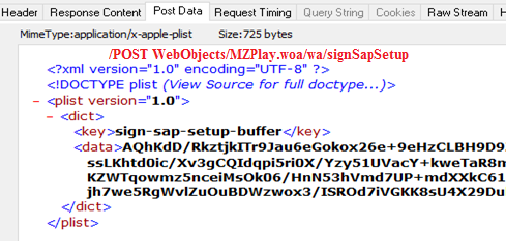 Header Response Content Post Data Request Timing Query String Cookies Raw Stream
MimeType:application/x-apple-plist Size:725 bytes
/POST WebObjects/MZPlay.woa/wa/signSapSetup
<?xml version="1.0" encoding="UTF-8" ?>
<!DOCTYPE plist (View Source for full doctype...)>
- <plist version="1.0">
- <dict>
<key>sign-sap-setup-buffer</key>
<data>AQhKdD/RkztjkITr9Jau6eGokox26e+9eHzCLBH9D9
ssLKhtd0ic/Xv3gCQIdqpi5ri0X/Yzy51UVacY+kweTaR8m
KZWTqowmz5nceiMsOk06/HnN53hVmd7UP+mdXXkC61
jh7we5RgWvlZuOuBDWzwox3/ISROd7iVGKK8sU4X29Du
</dict>
</plist>